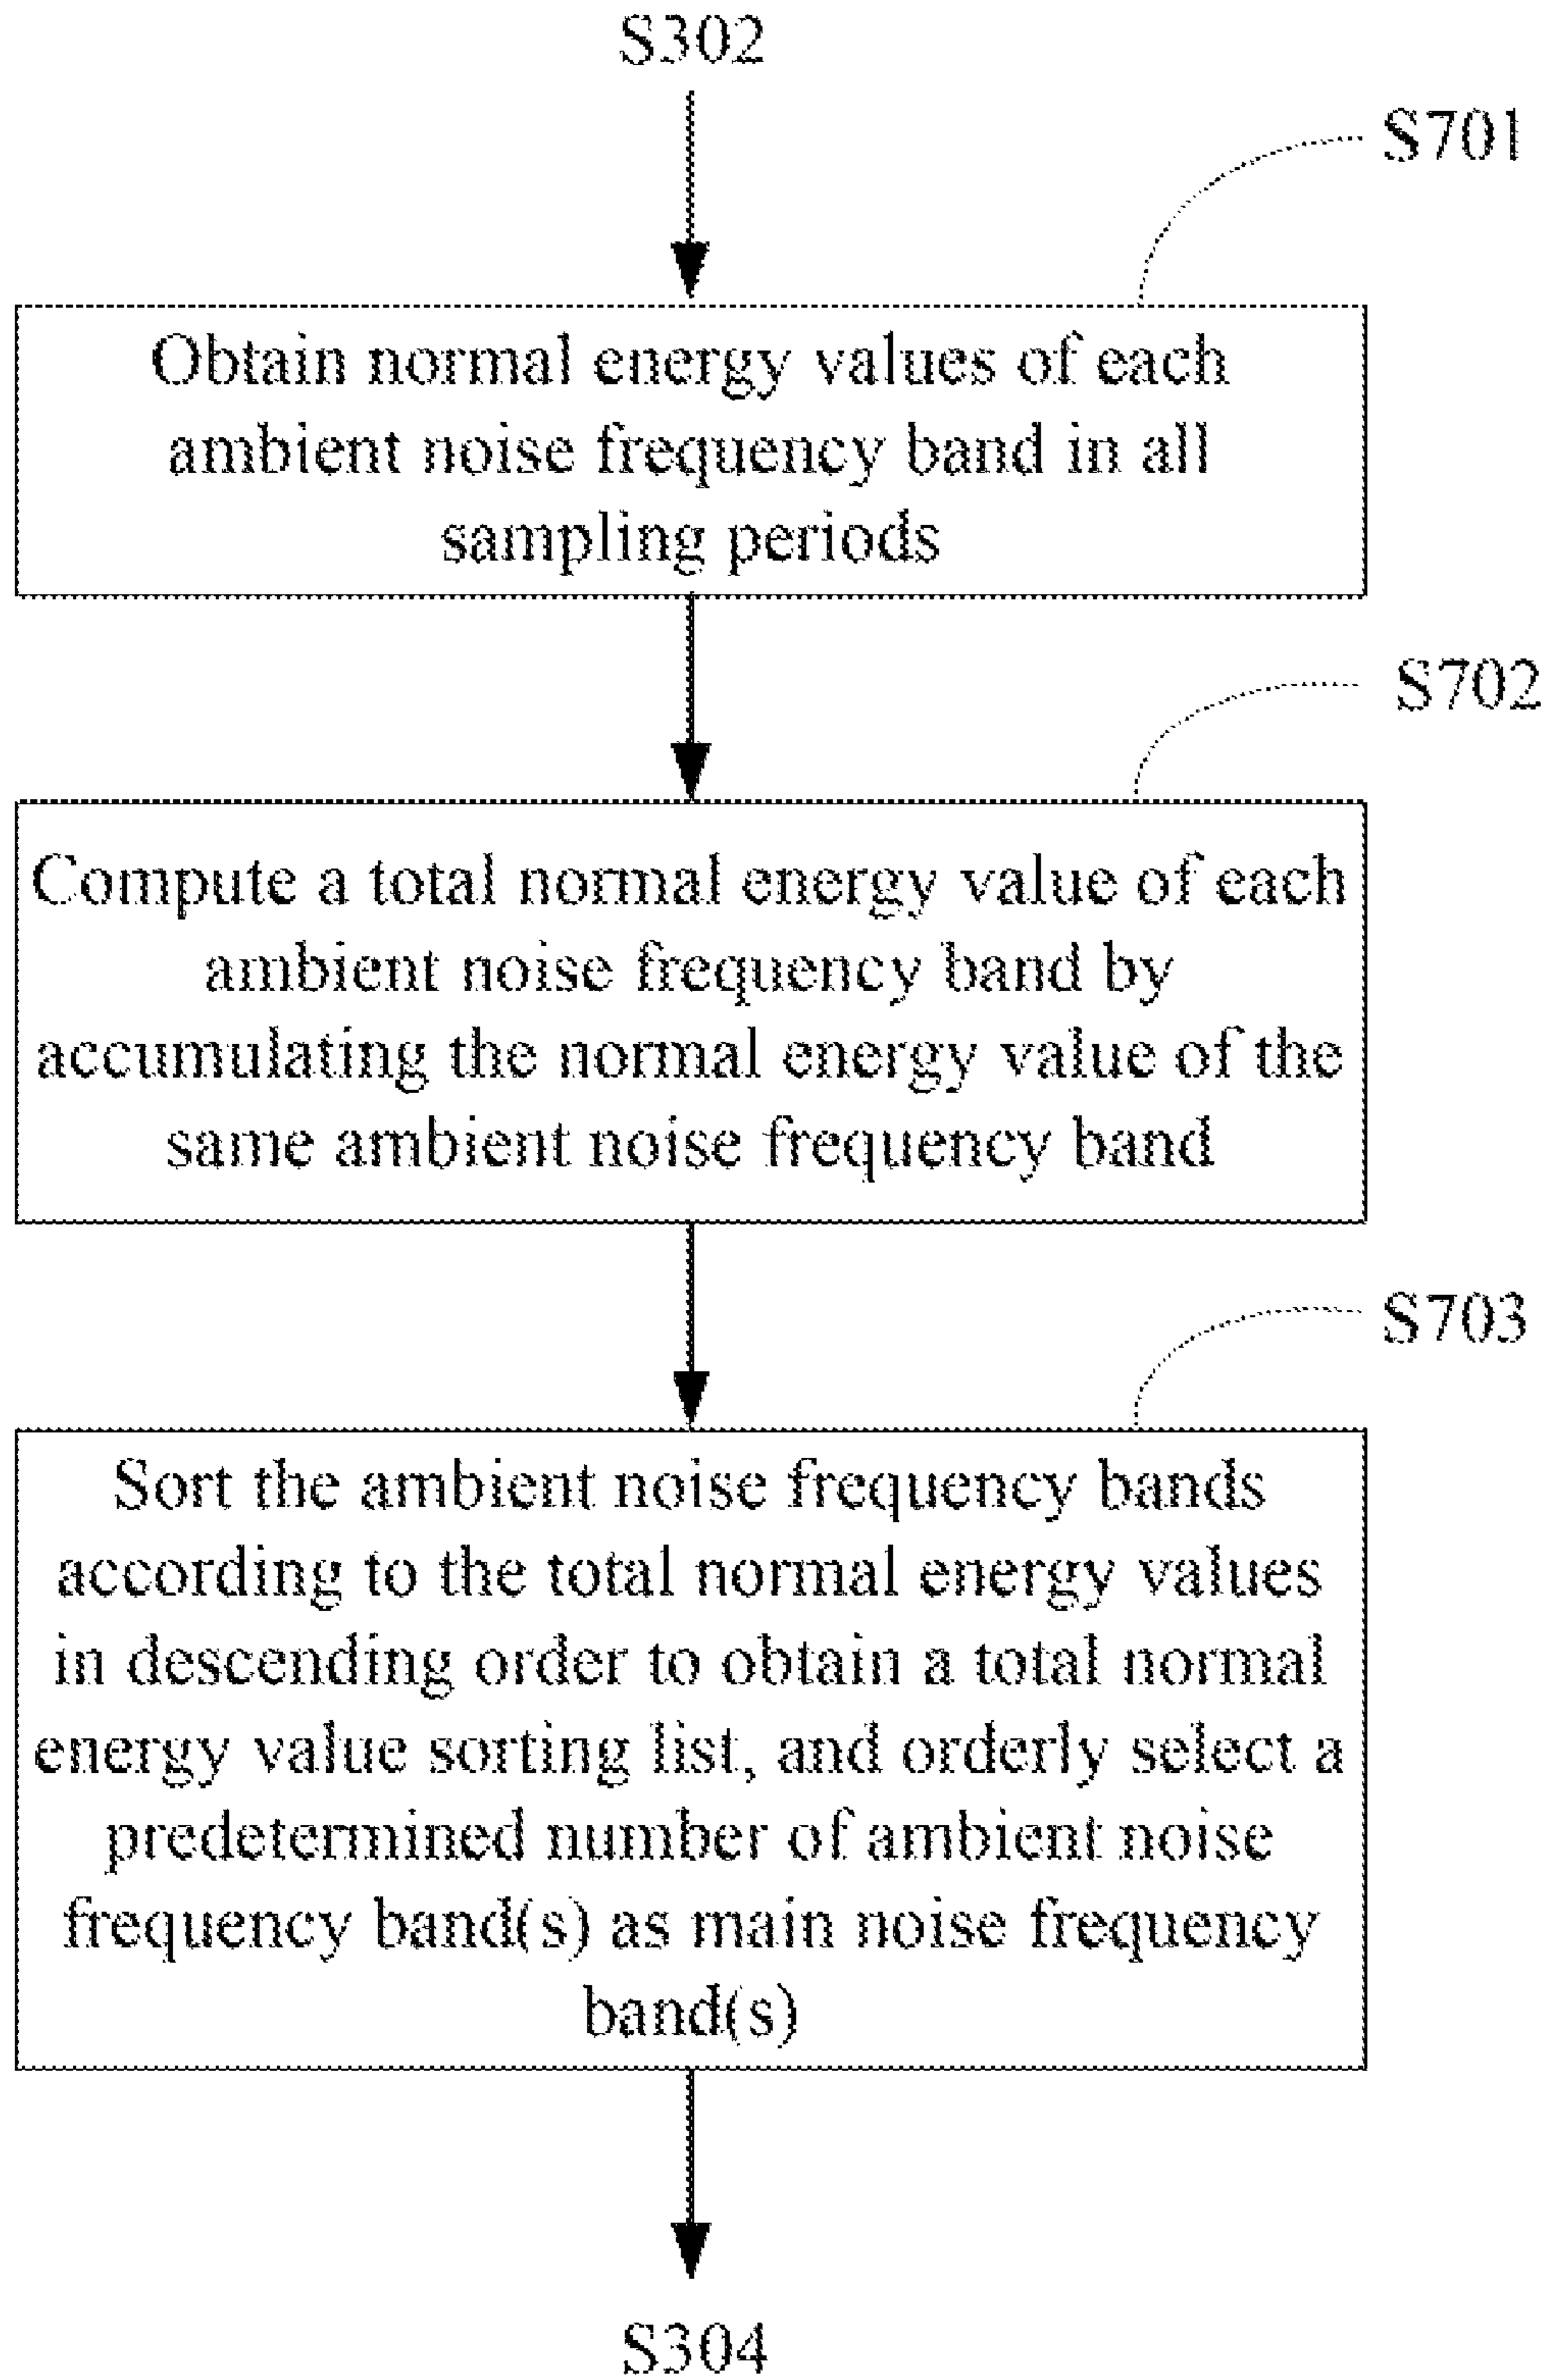 S302
S701
Obtain normal energy values of each
ambient noise frequency band in all
sampling periods
S702
Compute a total normal energy value of each
ambient noise frequency band by
accumulating the normal energy value of the
same ambient noise frequency band
S703
Sort the ambient noise frequency bands
according to the total normal energy values
in descending order to obtain a total normal
energy value sorting list, and orderly select a
predetermined number of ambient noise
frequency band(s) as main noise frequency
band(s)
S304